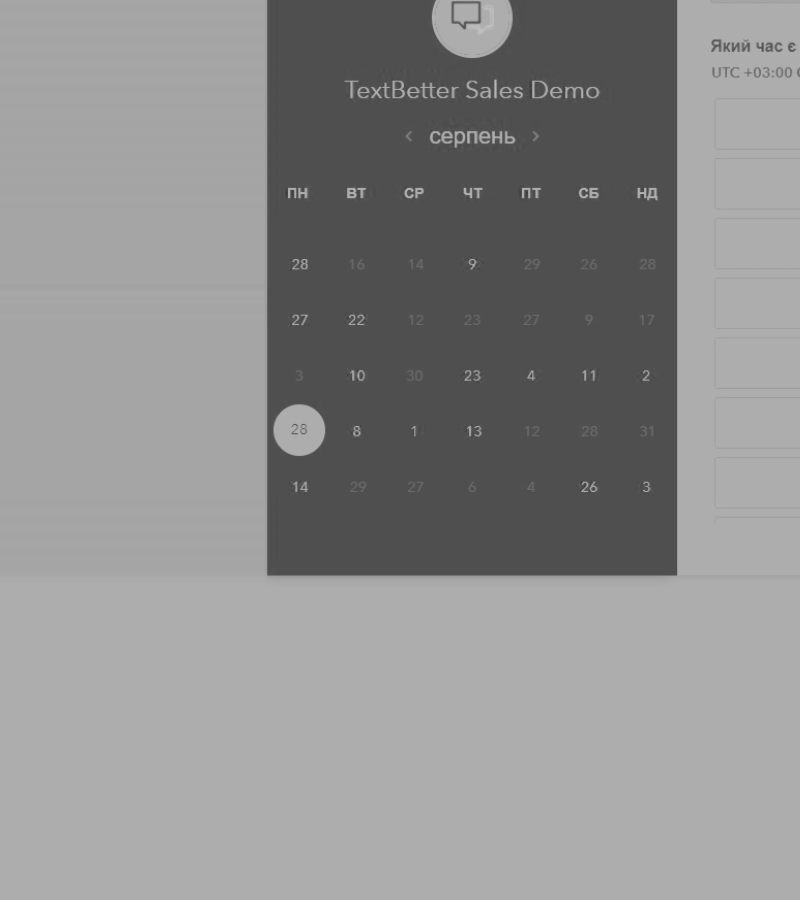 TextBetter Sales Demo
< серпень >
ПН ВТ СР ЧТ ПТ СБ НД
28 16 14 9 29 26 28
27 22 12 23 27 9 17
3 10 30 23 4 11 2
28 8 1 13 12 28 31
14 29 27 6 4 26 3
Який час є
UTC +03:00